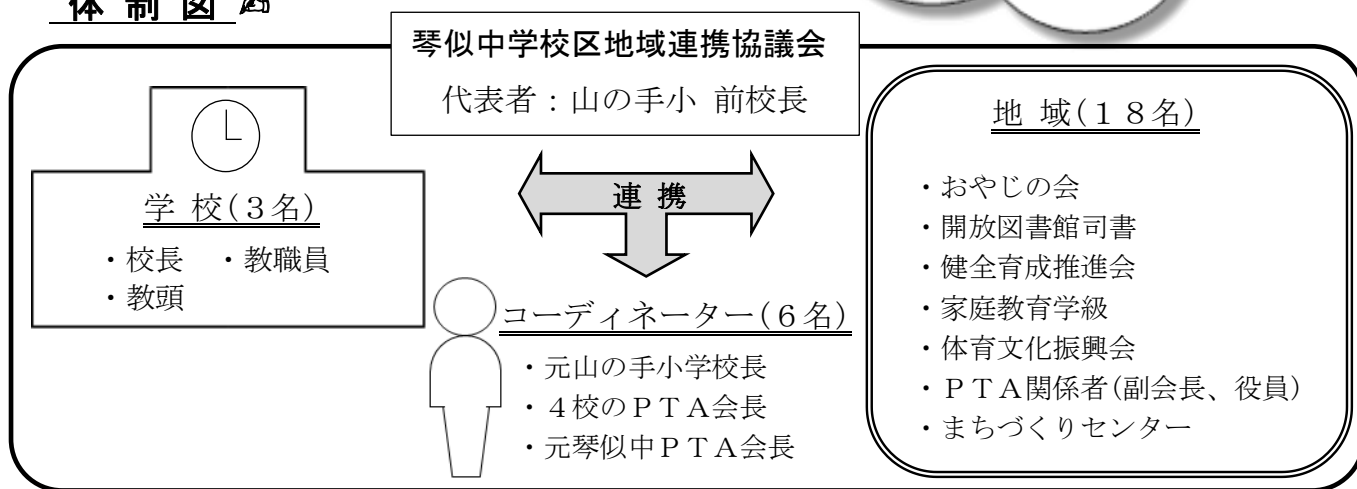 体 制 図✍
琴似中学校区地域連携協議会
代表者：山の手小 前校長
学 校(３名)
・校長 ・教職員
・教頭
連 携
コーディネーター(６名)
・元山の手小学校長
・４校のＰＴＡ会長
・元琴似中ＰＴＡ会長
地 域(１８名)
・おやじの会
・開放図書館司書
・健全育成推進会
・家庭教育学級
・体育文化振興会
・ＰＴＡ関係者(副会長、役員)
・まちづくりセンター